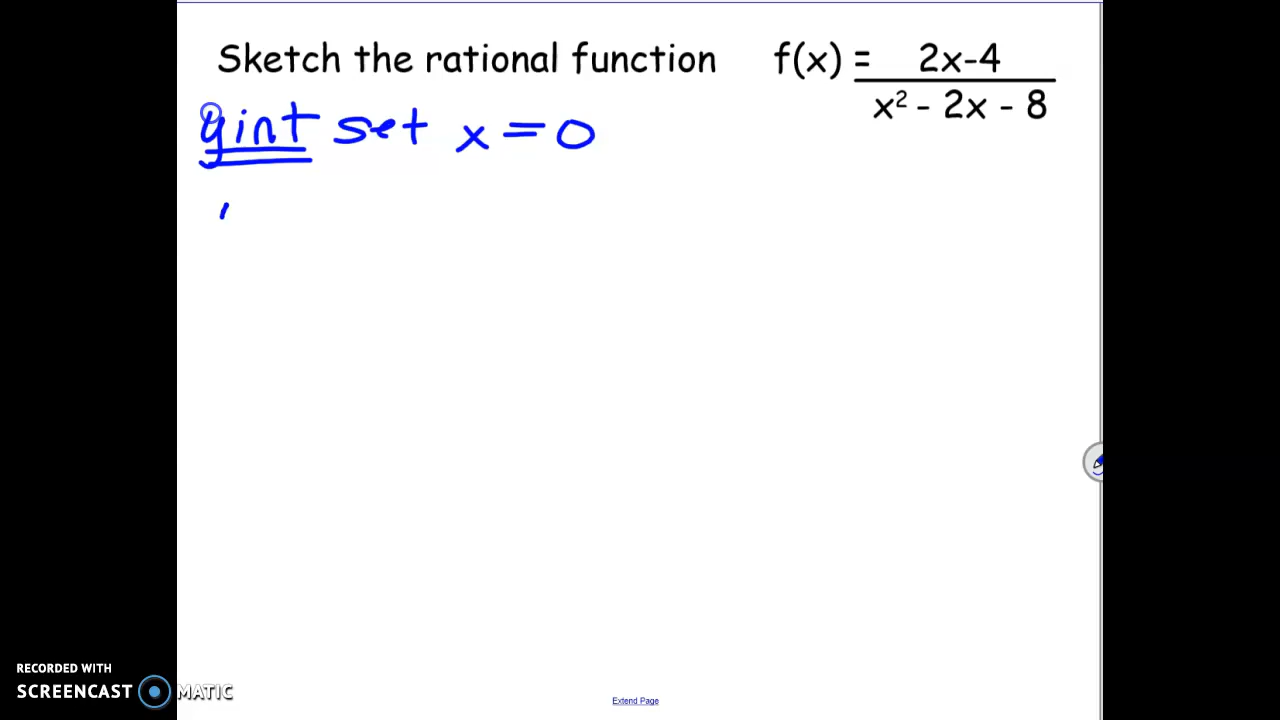 Sketch the rational function f(x) = 2x-4
x² - 2x - 8
yint set x = 0
RECORDED WITH
SCREENCAST MATIC
Extend Page